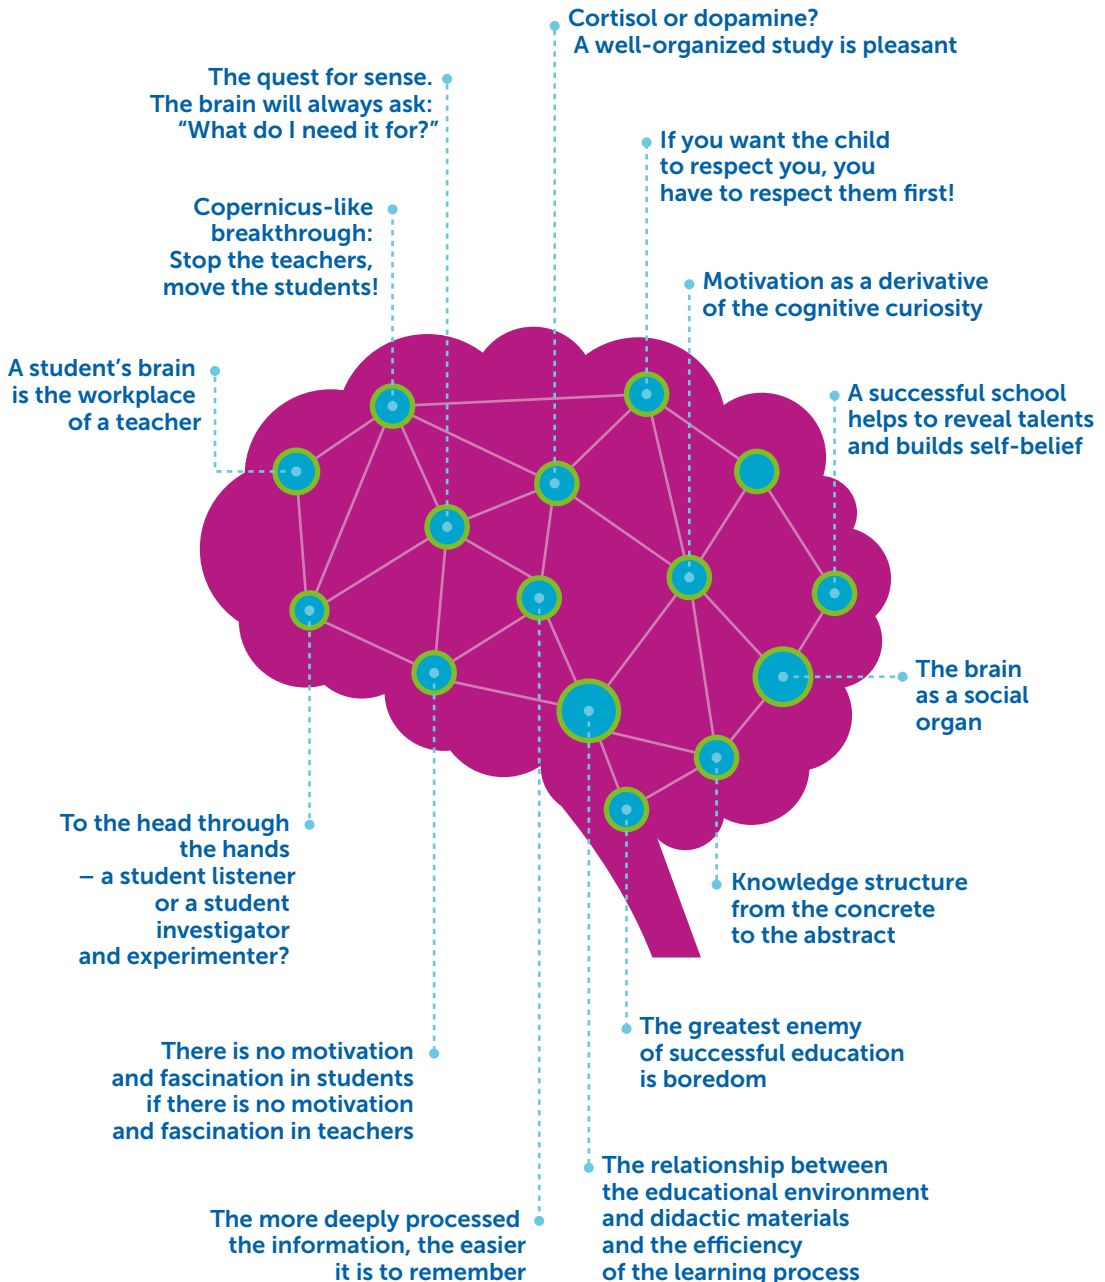 Cortisol or dopamine?
A well-organized study is pleasant
The quest for sense.
The brain will always ask:
“What do I need it for?”
If you want the child
to respect you, you
have to respect them first!
Copernicus-like
breakthrough:
Stop the teachers,
move the students!
Motivation as a derivative
of the cognitive curiosity
A student’s brain
is the workplace
of a teacher
A successful school
helps to reveal talents
and builds self-belief
The brain
as a social
organ
To the head through
the hands
– a student listener
or a student
investigator
and experimenter?
Knowledge structure
from the concrete
to the abstract
The greatest enemy
of successful education
is boredom
There is no motivation
and fascination in students
if there is no motivation
and fascination in teachers
The relationship between
the educational environment
and didactic materials
and the efficiency
of the learning process
The more deeply processed
the information, the easier
it is to remember